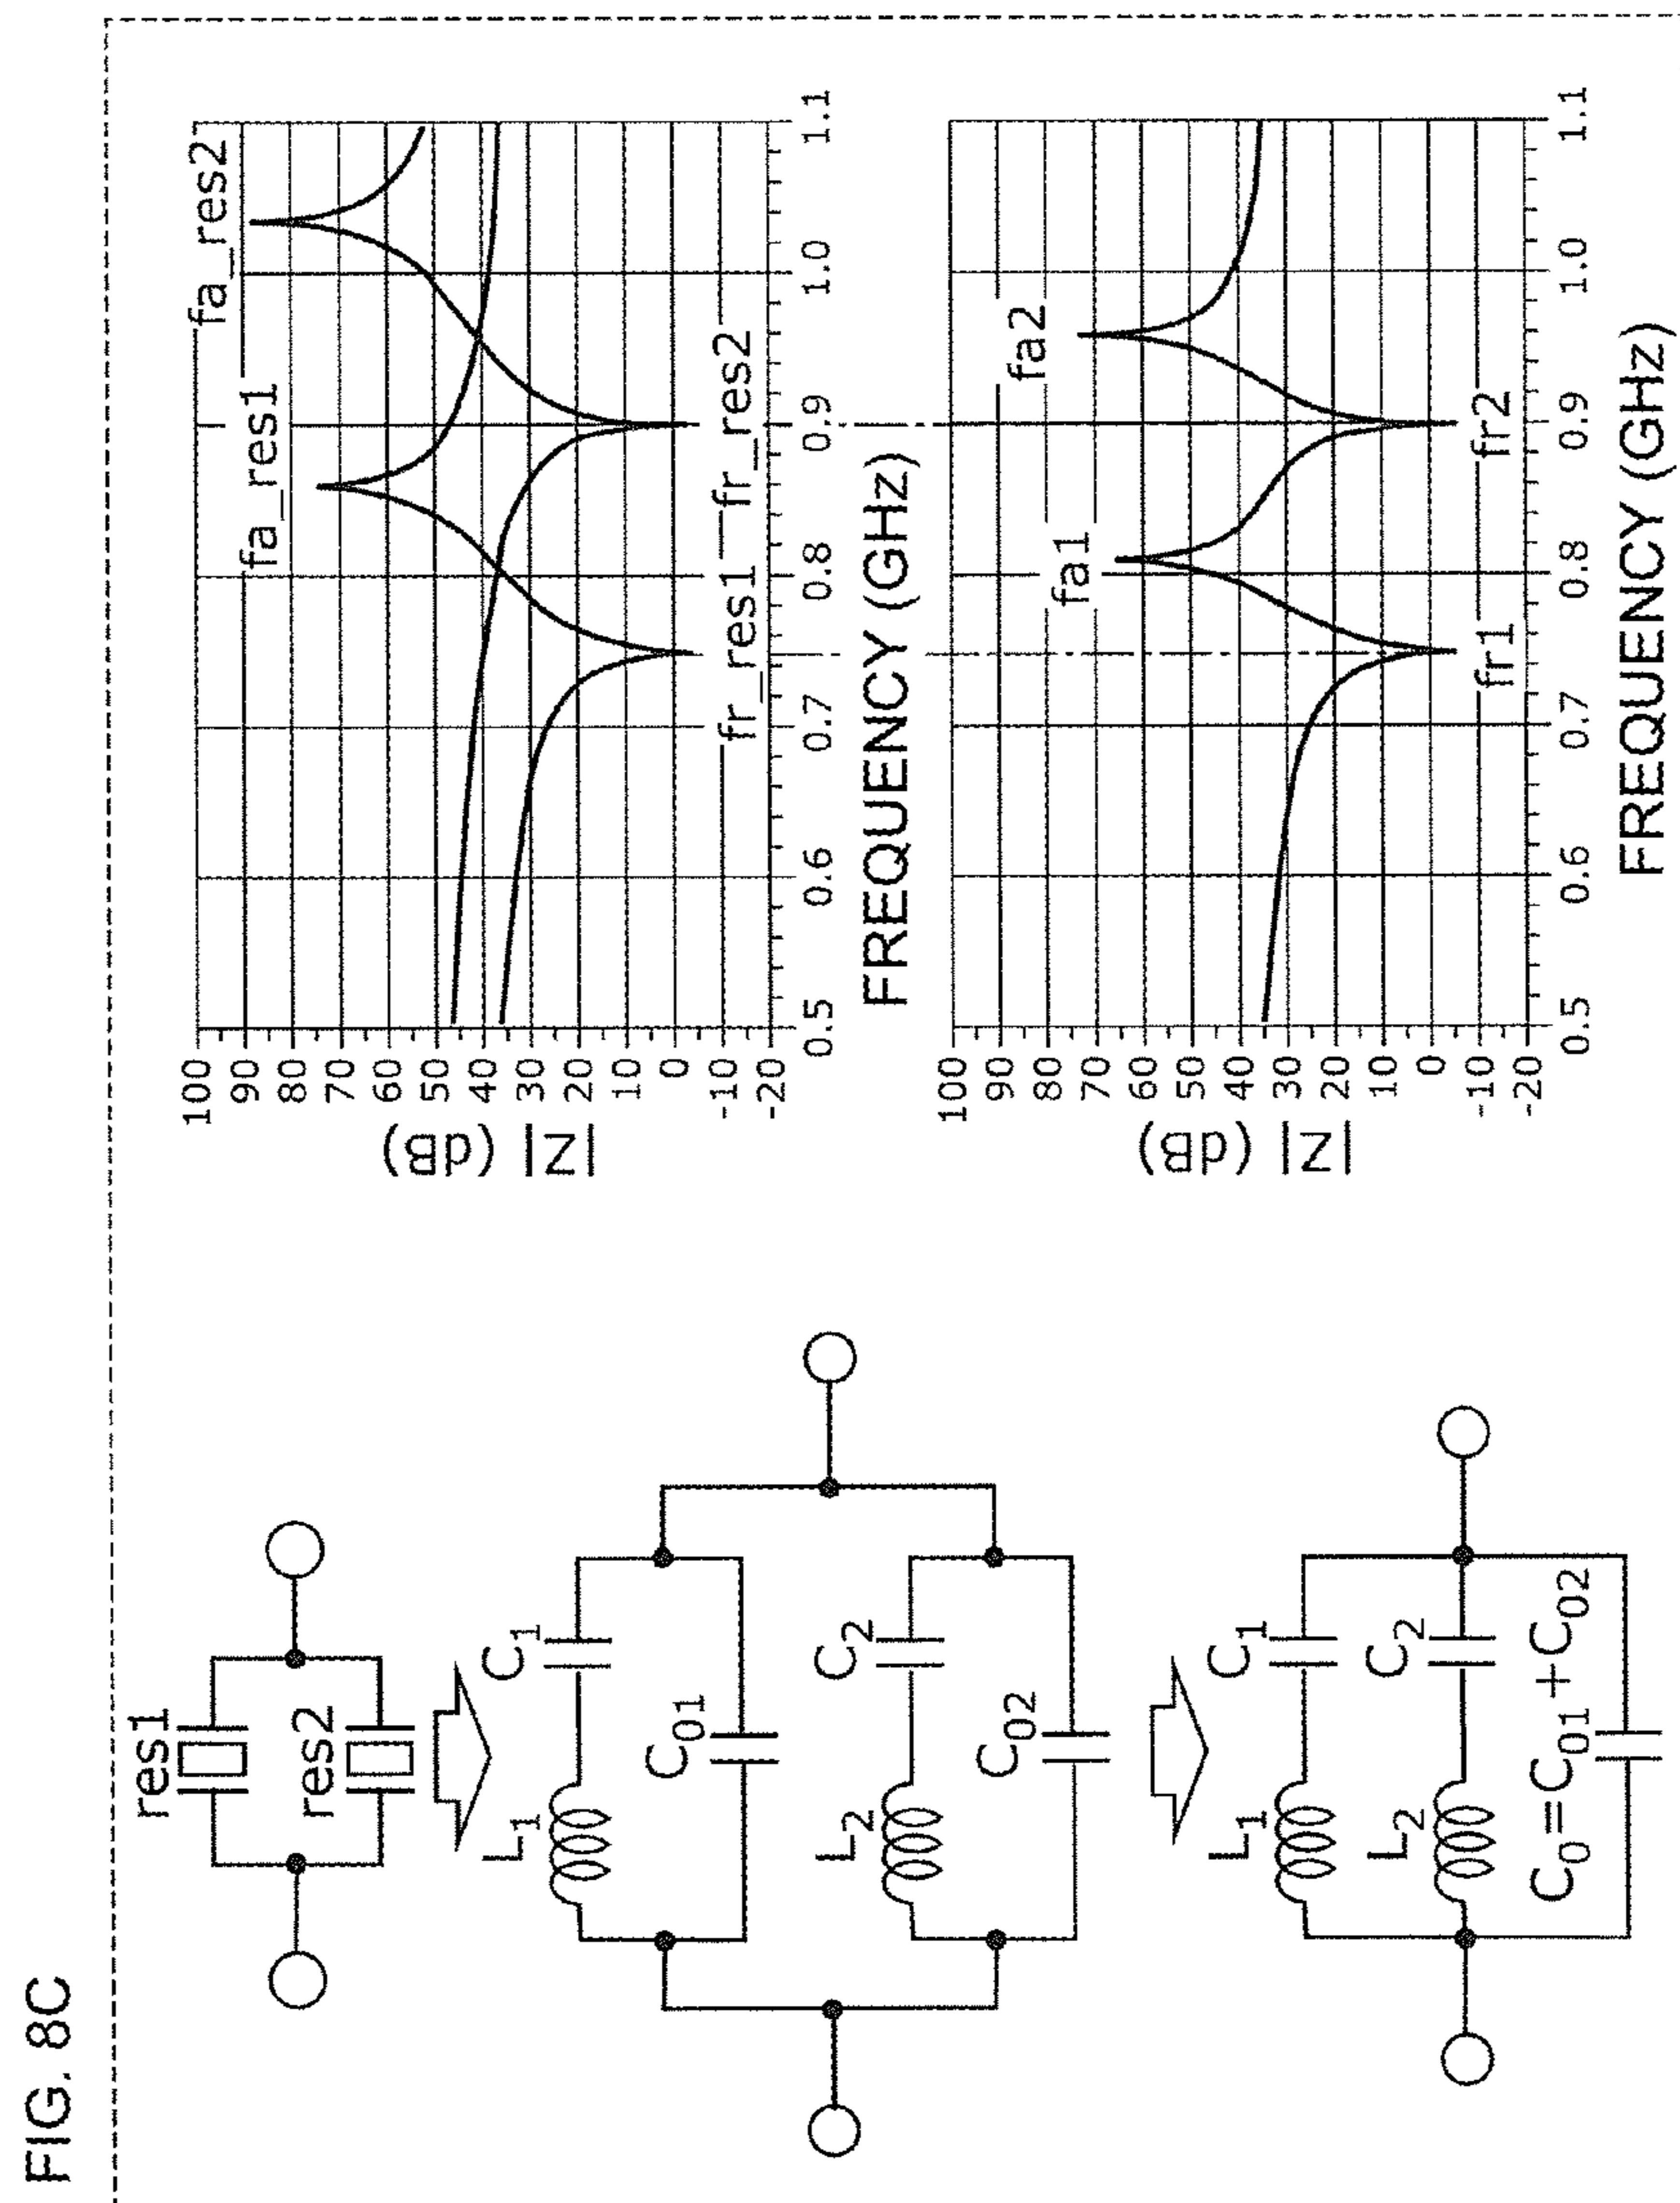 FIG. 8C
res1
res2
L1
C1
C01
L2
C2
C02
L1
C1
L2
C2
C0=C01+C02
|Z| (dB)
100
90
80
70
60
50
40
30
20
10
0
-10
-20
fa_res1
fa_res2
fr_res1
fr_res2
0.5
0.6
0.7
0.8
0.9
1.0
1.1
FREQUENCY (GHz)
|Z| (dB)
100
90
80
70
60
50
40
30
20
10
0
-10
-20
fa1
fa2
fr1
fr2
0.5
0.6
0.7
0.8
0.9
1.0
1.1
FREQUENCY (GHz)